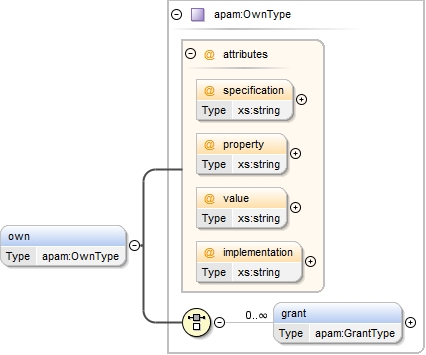 apam:OwnType
attributes
@ specification
Type xs:string
@ property
Type xs:string
@ value
Type xs:string
@ implementation
Type xs:string
own
Type apam:OwnType
0..∞
grant
Type apam:GrantType